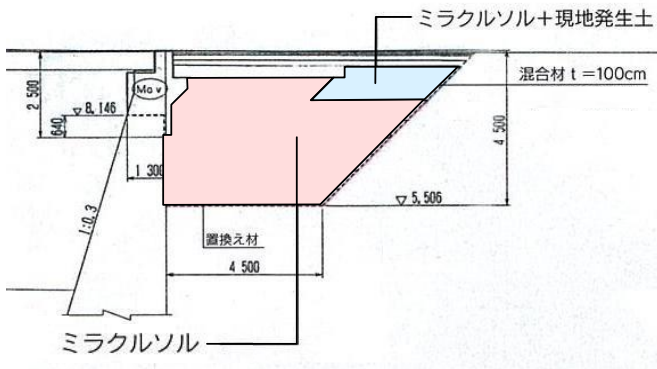 ミラクルソル＋現地発生土
混合材 t＝100cm
2 500
Mo v
▽ 8,146
640
1 300
4 500
1:0.3
▽ 5,506
置換え材
4 500
ミラクルソル